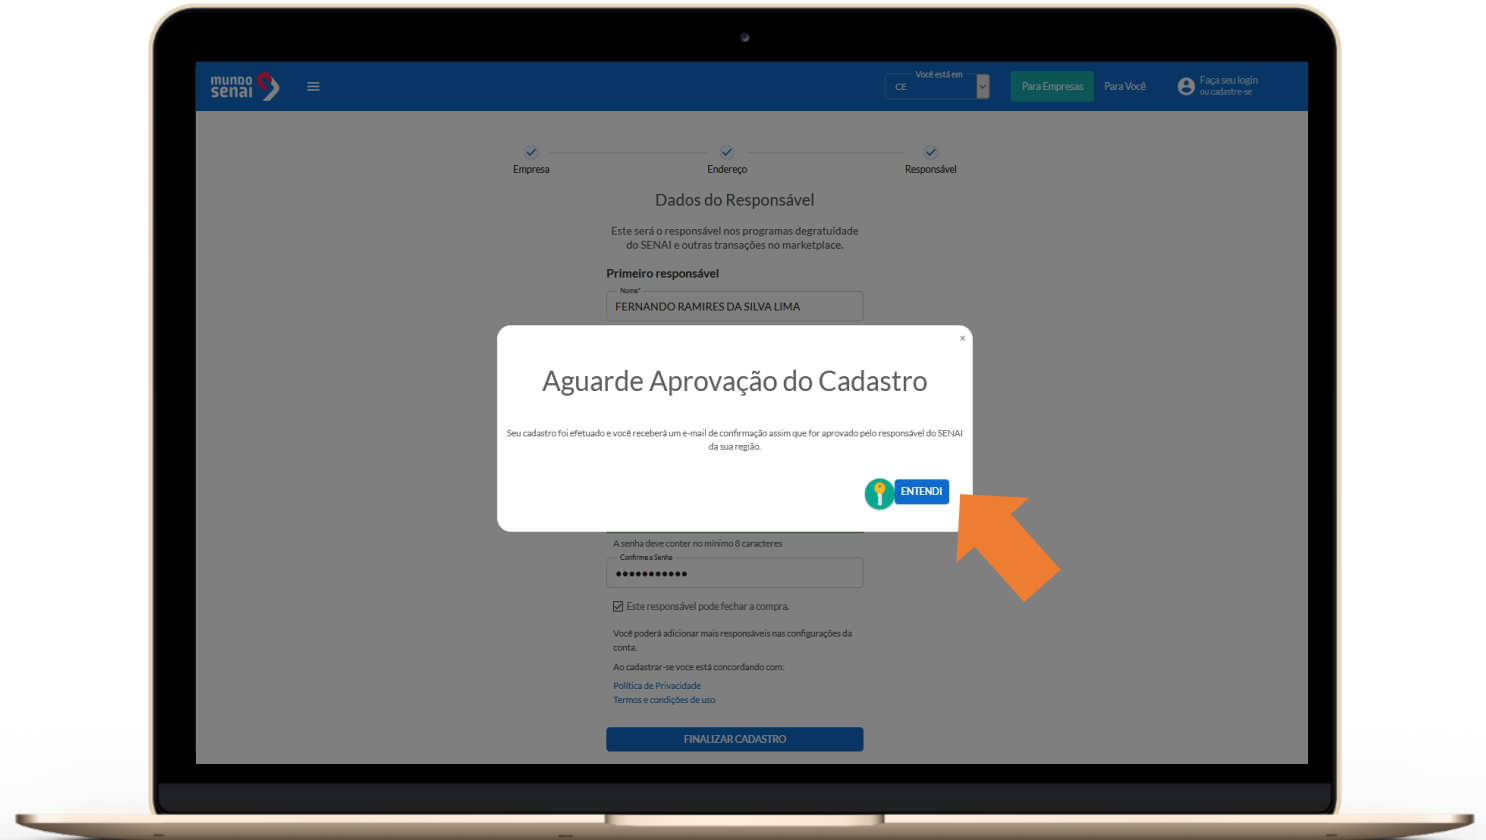 mundo
senai
Você está em
CE
Para Empresas
Para Você
Faça seu login
ou cadastre-se
Empresa
Endereço
Responsável
Dados do Responsável
Este será o responsável nos programas degratuidade
do SENAI e outras transações no marketplace.
Primeiro responsável
Nome*
FERNANDO RAMIRES DA SILVA LIMA
×
Aguarde Aprovação do Cadastro
Seu cadastro foi efetuado e você receberá um e-mail de confirmação assim que for aprovado pelo responsável do SENAI
da sua região.
ENTENDI
A senha deve conter no mínimo 8 caracteres
Confirme a Senha
•••••••••••
Este responsável pode fechar a compra.
Você poderá adicionar mais responsáveis nas configurações da
conta.
Ao cadastrar-se voce está concordando com:
Política de Privacidade
Termos e condições de uso
FINALIZAR CADASTRO